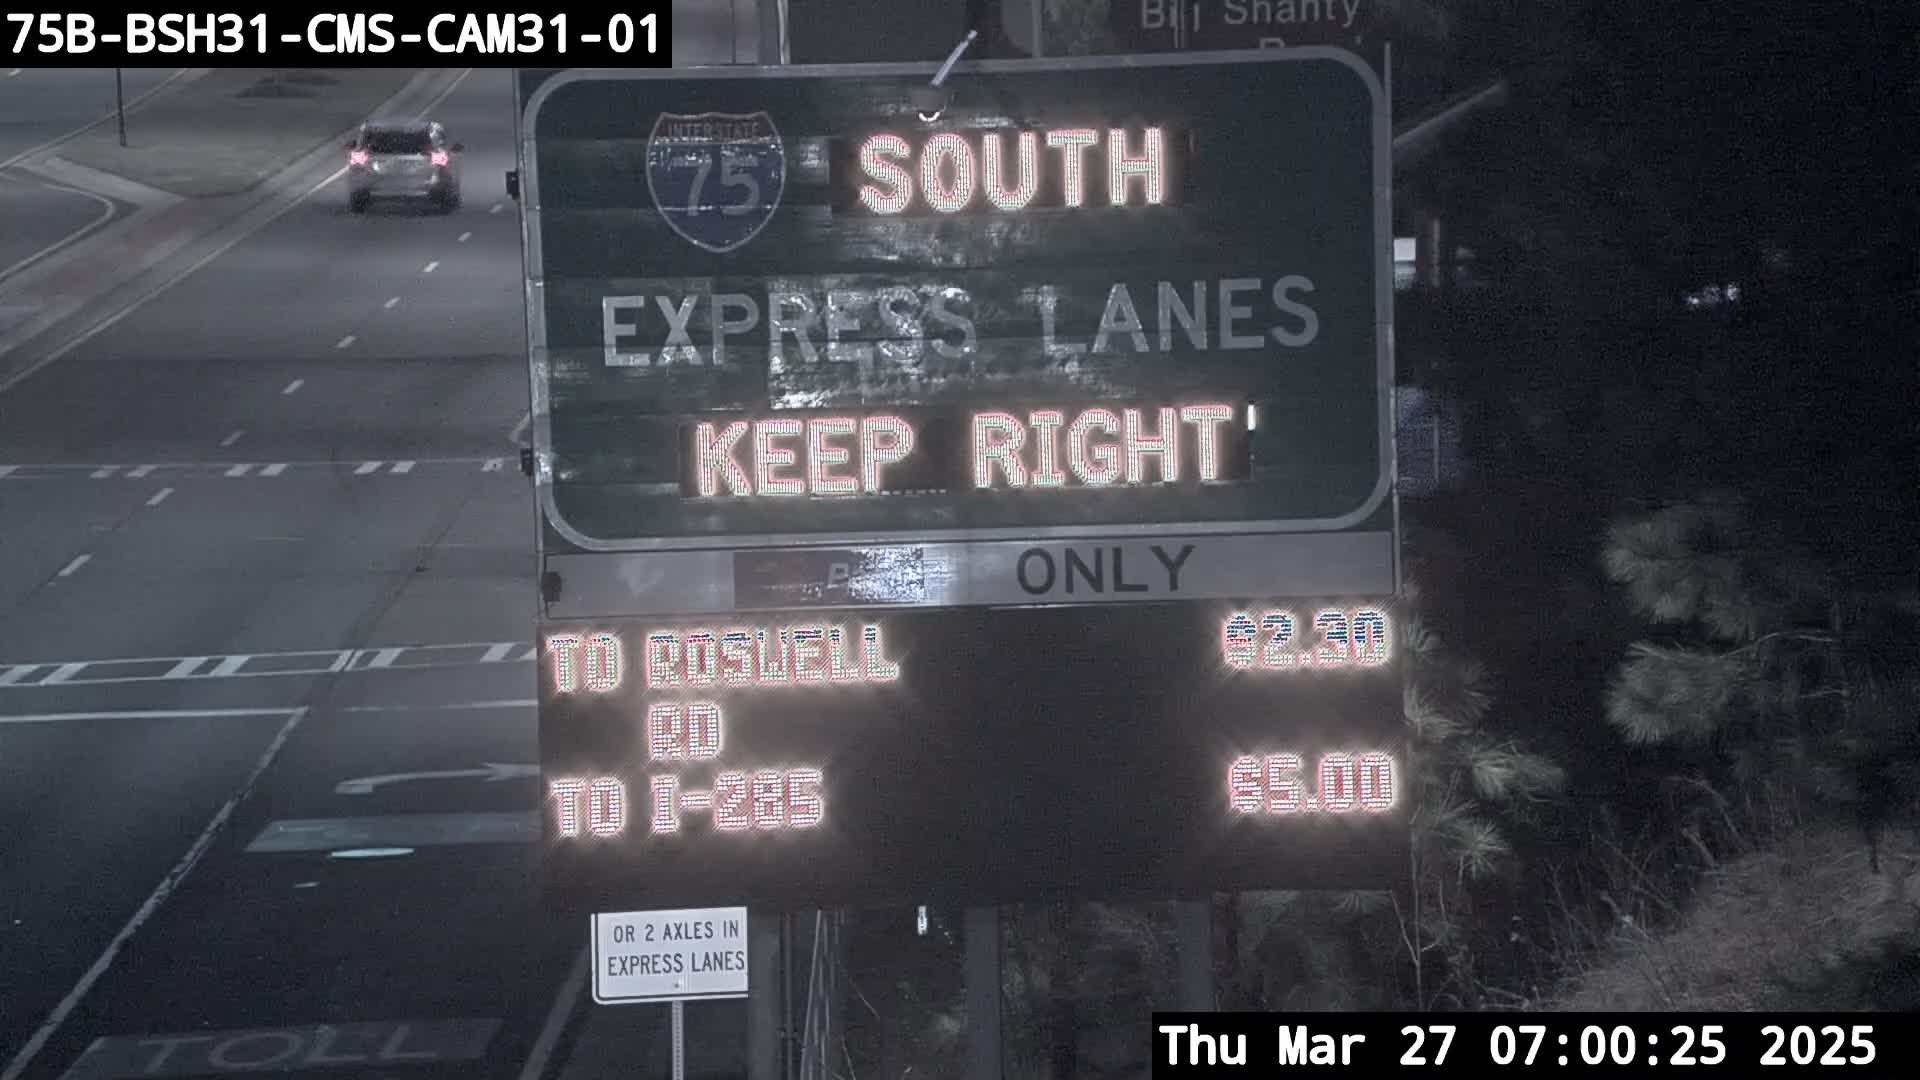 75B-BSH31-CMS-CAM31-01
Shanty
INTERSTATE
75
SOUTH
EXPRESS LANES
KEEP RIGHT
ONLY
TO ROSWELL $2.30
RD
TO I-285 $5.00
OR 2 AXLES IN
EXPRESS LANES
TOLL
Thu Mar 27 07:00:25 2025